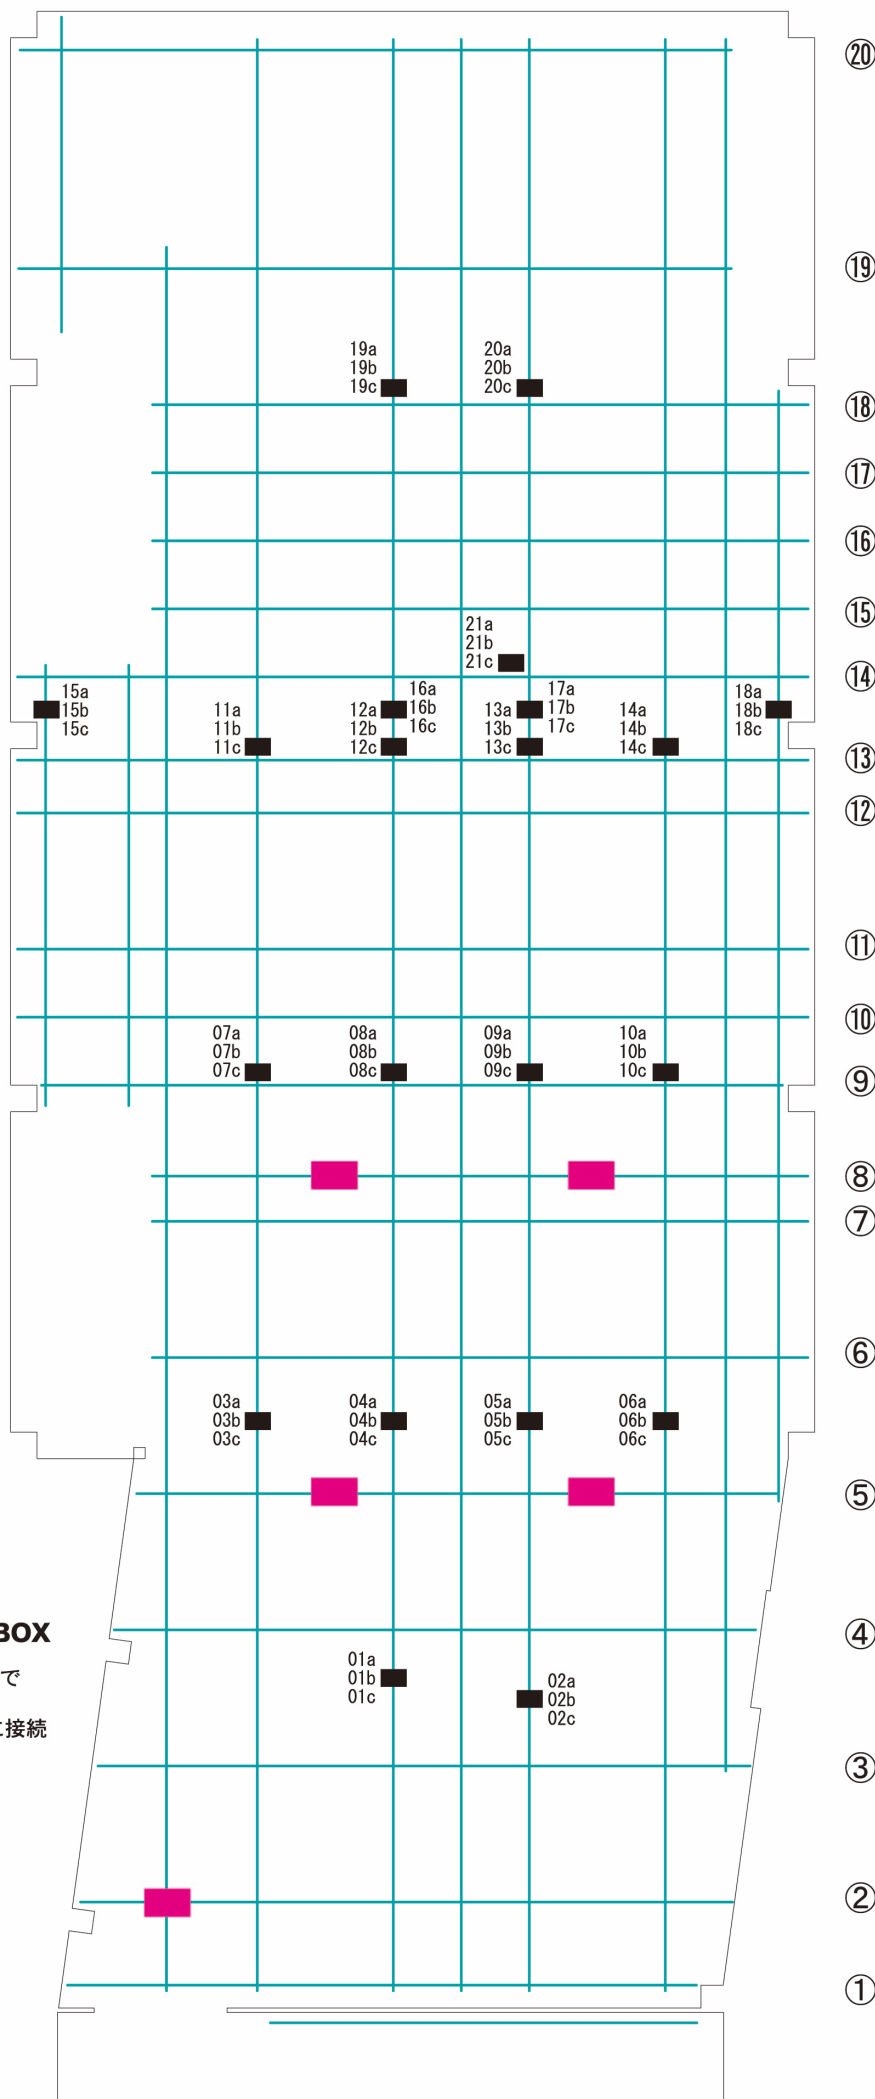 ⑳
⑲
19a
19b
19c
20a
20b
20c
⑱
⑰
⑯
⑮
21a
21b
21c
⑭
15a
15b
15c
11a
11b
11c
12a
12b
12c
16a
16b
16c
13a
13b
13c
17a
17b
17c
14a
14b
14c
18a
18b
18c
⑬
⑫
⑪
⑩
07a
07b
07c
08a
08b
08c
09a
09b
09c
10a
10b
10c
⑨
⑧
⑦
⑥
03a
03b
03c
04a
04b
04c
05a
05b
05c
06a
06b
06c
⑤
BOX
で
接続
④
01a
01b
01c
02a
02b
02c
③
②
①